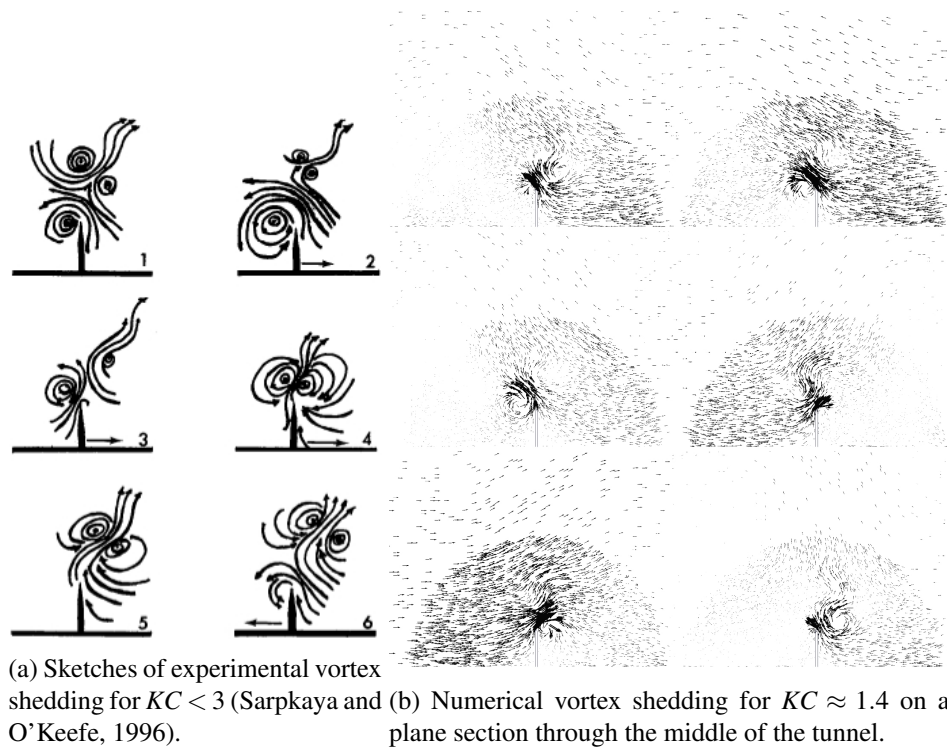 1
2
3
4
5
6
(a) Sketches of experimental vortex
shedding for KC < 3 (Sarpkaya and
O'Keefe, 1996).
(b) Numerical vortex shedding for KC ≈ 1.4 on a
plane section through the middle of the tunnel.